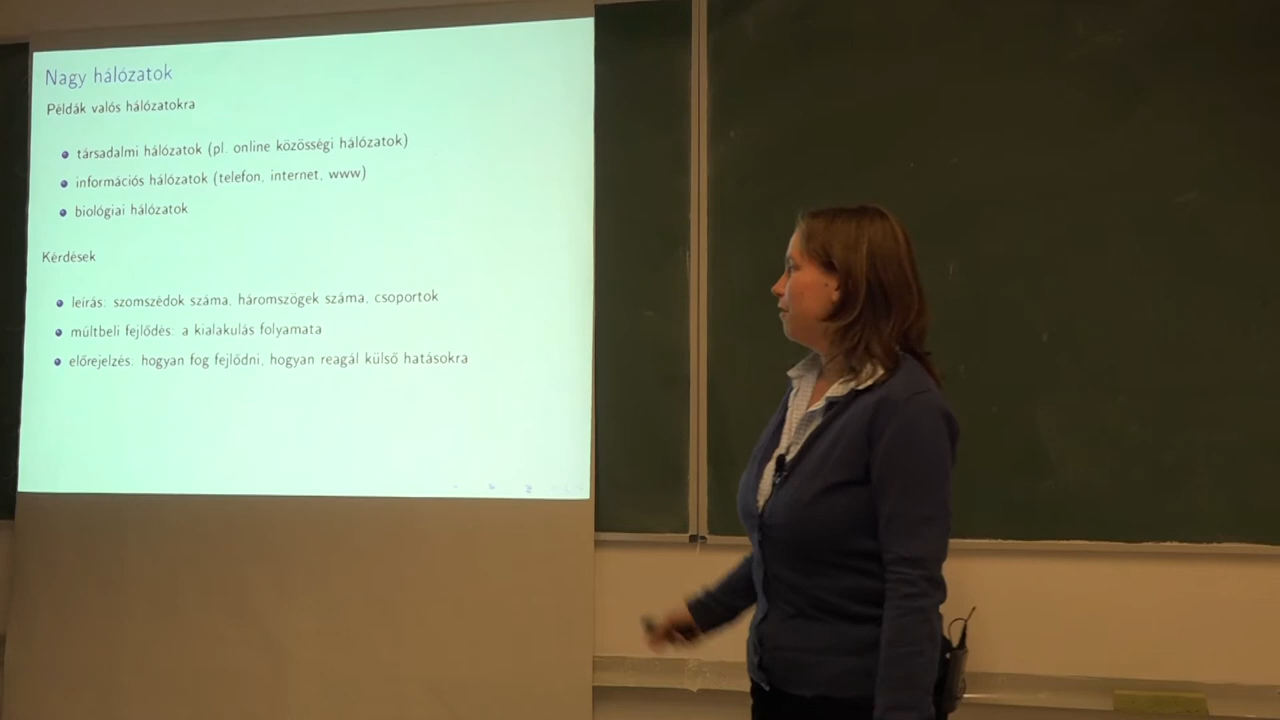 Nagy hálózatok
Példák valós hálózatokra
társadalmi hálózatok (pl. online közösségi hálózatok)
információs hálózatok (telefon, internet, www)
biológiai hálózatok
Kérdések
leírás: szomszédok száma, háromszögek száma, csoportok
múltbeli fejlődés: a kialakulás folyamata
előrejelzés: hogyan fog fejlődni, hogyan reagál külső hatásokra